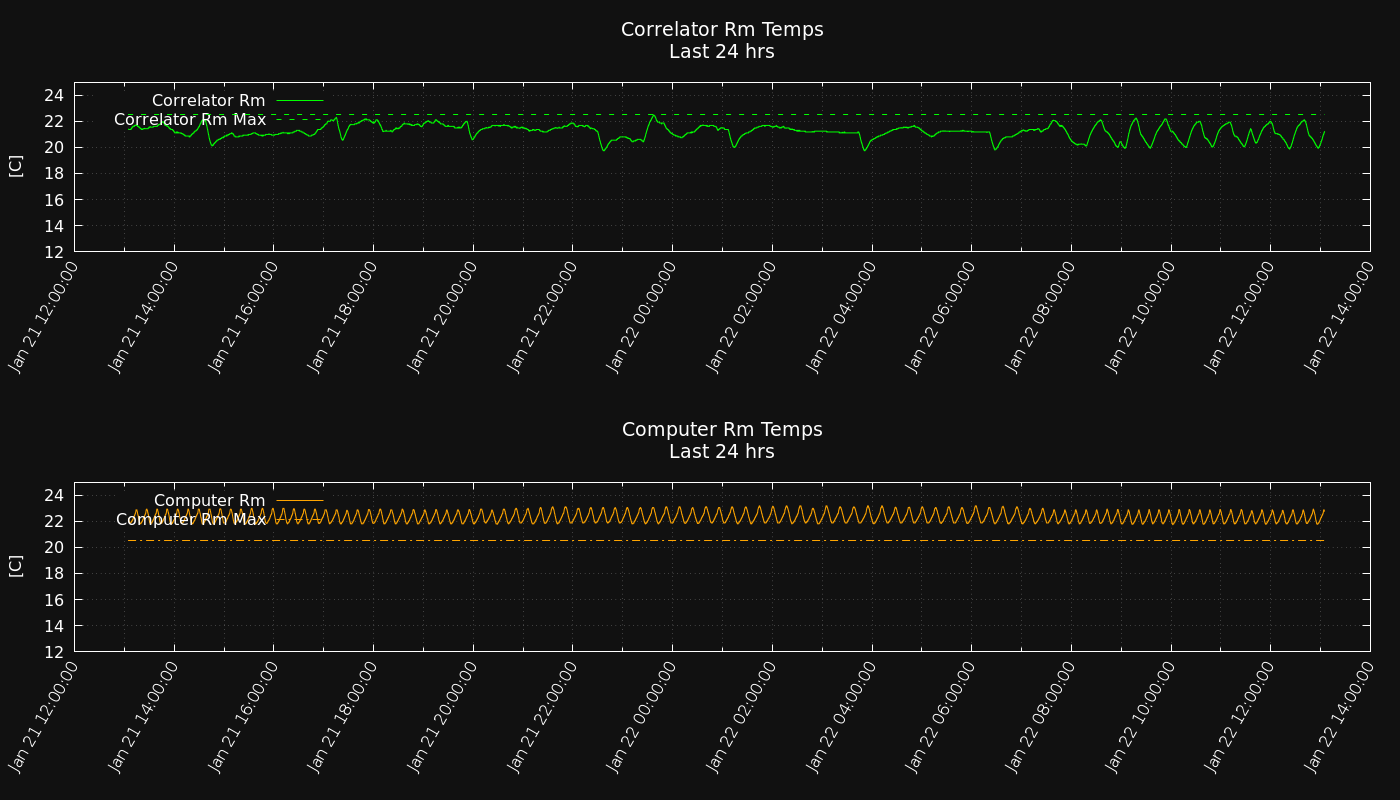 Correlator Rm Temps
Last 24 hrs
Correlator Rm
Correlator Rm Max
24
22
20
18
16
14
12
[C]
Jan 21 12:00:00
Jan 21 14:00:00
Jan 21 16:00:00
Jan 21 18:00:00
Jan 21 20:00:00
Jan 21 22:00:00
Jan 22 00:00:00
Jan 22 02:00:00
Jan 22 04:00:00
Jan 22 06:00:00
Jan 22 08:00:00
Jan 22 10:00:00
Jan 22 12:00:00
Jan 22 14:00:00
Computer Rm Temps
Last 24 hrs
Computer Rm
Computer Rm Max
24
22
20
18
16
14
12
[C]
Jan 21 12:00:00
Jan 21 14:00:00
Jan 21 16:00:00
Jan 21 18:00:00
Jan 21 20:00:00
Jan 21 22:00:00
Jan 22 00:00:00
Jan 22 02:00:00
Jan 22 04:00:00
Jan 22 06:00:00
Jan 22 08:00:00
Jan 22 10:00:00
Jan 22 12:00:00
Jan 22 14:00:00